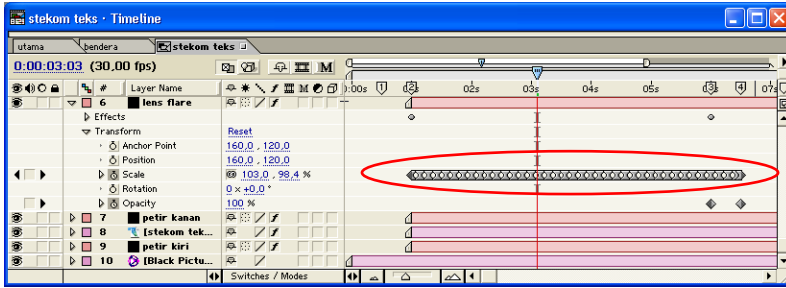 stekom teks • Timeline
utama bendera stekom teks
0:00:03:03 (30,00 fps)
):00s 1 02s 03s 04s 05s 3 4 07s
# Layer Name
6 lens flare
Effects
Transform Reset
Anchor Point 160,0 , 120,0
Position 160,0 , 120,0
Scale 103,0 , 98,4 %
Rotation 0 x +0,0 °
Opacity 100 %
7 petir kanan
8 [stekom tek...
9 petir kiri
10 [Black Pictu...
Switches / Modes